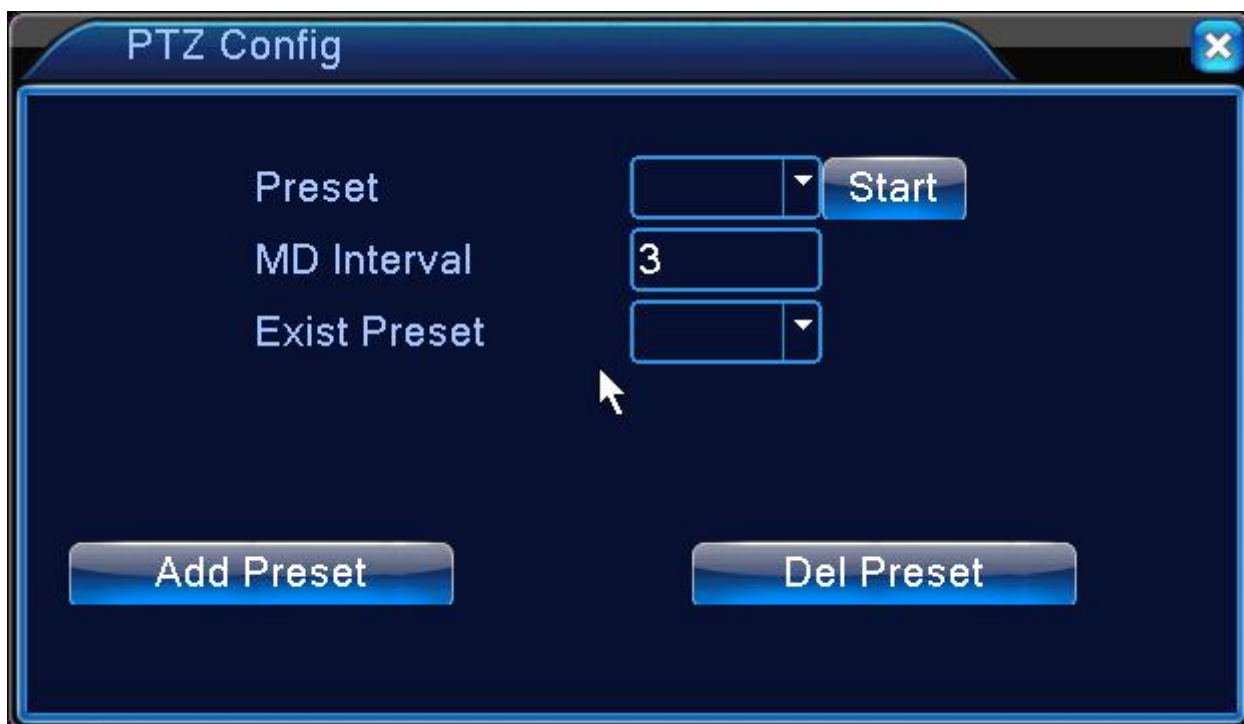 PTZ Config
Preset Start
MD Interval 3
Exist Preset
Add Preset Del Preset